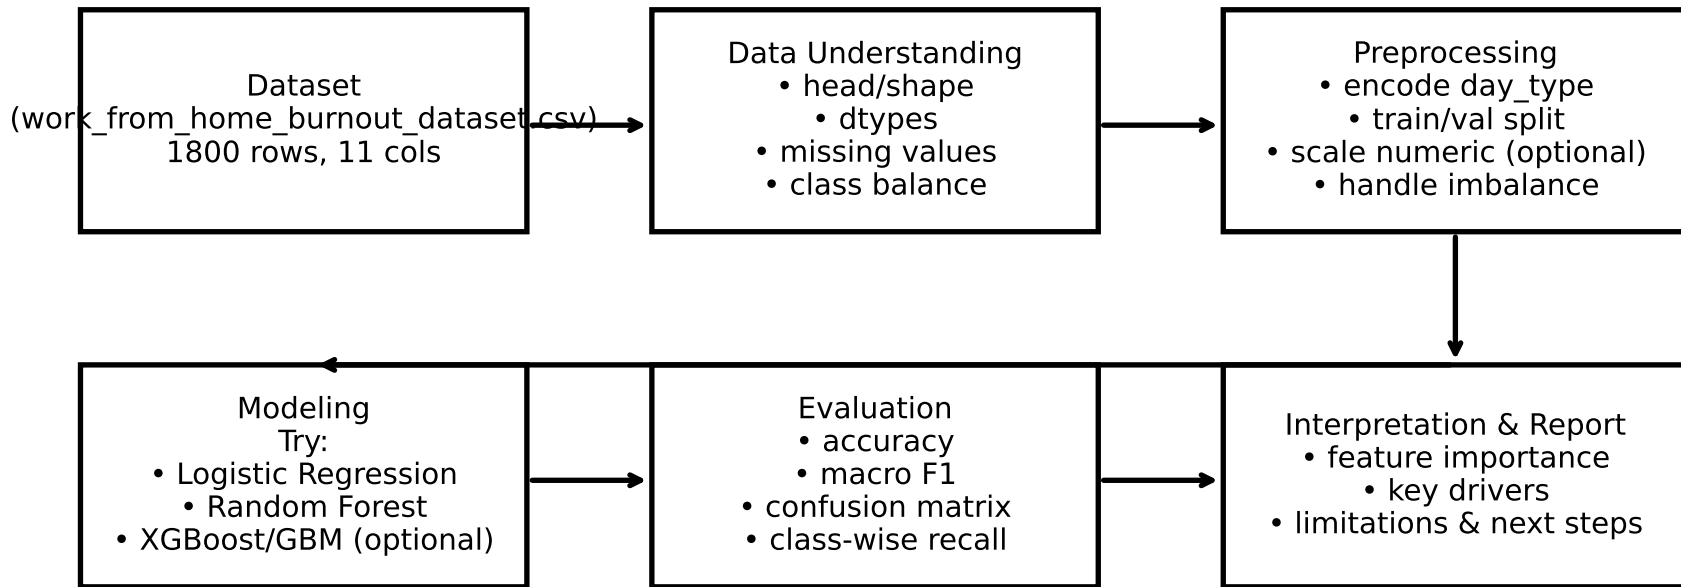 Dataset
(work_from_home_burnout_dataset.csv)
1800 rows, 11 cols
Data Understanding
• head/shape
• dtypes
• missing values
• class balance
Preprocessing
• encode day_type
• train/val split
• scale numeric (optional)
• handle imbalance
Modeling
Try:
• Logistic Regression
• Random Forest
• XGBoost/GBM (optional)
Evaluation
• accuracy
• macro F1
• confusion matrix
• class-wise recall
Interpretation & Report
• feature importance
• key drivers
• limitations & next steps